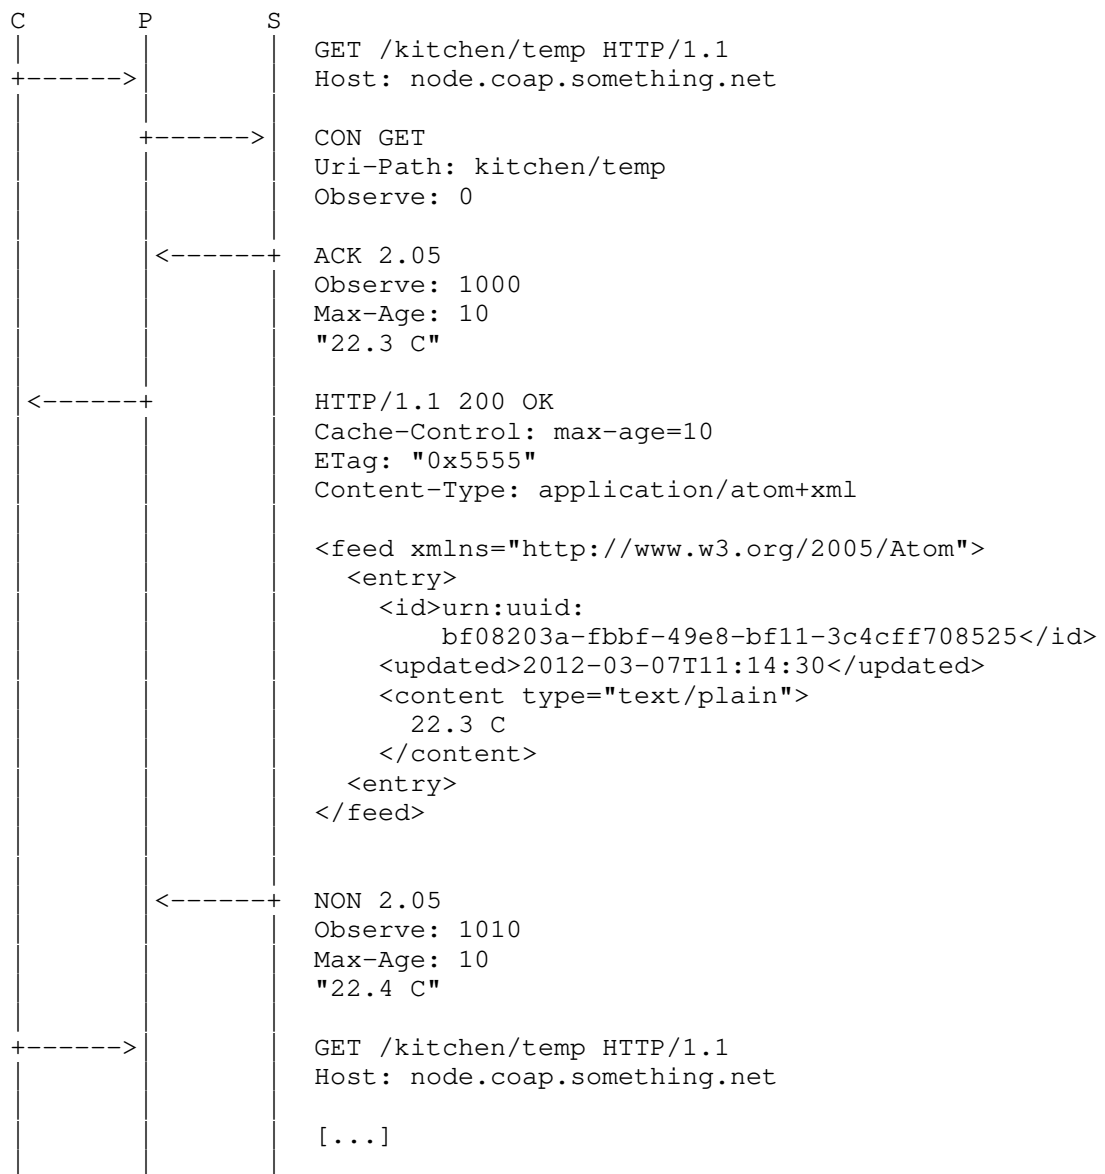 C P S
GET /kitchen/temp HTTP/1.1
Host: node.coap.something.net
CON GET
Uri-Path: kitchen/temp
Observe: 0
ACK 2.05
Observe: 1000
Max-Age: 10
"22.3 C"
HTTP/1.1 200 OK
Cache-Control: max-age=10
ETag: "0x5555"
Content-Type: application/atom+xml
<feed xmlns="http://www.w3.org/2005/Atom">
<entry>
<id>urn:uuid:
bf08203a-fbbf-49e8-bf11-3c4cff708525</id>
<updated>2012-03-07T11:14:30</updated>
<content type="text/plain">
22.3 C
</content>
<entry>
</feed>
NON 2.05
Observe: 1010
Max-Age: 10
"22.4 C"
GET /kitchen/temp HTTP/1.1
Host: node.coap.something.net
[...]